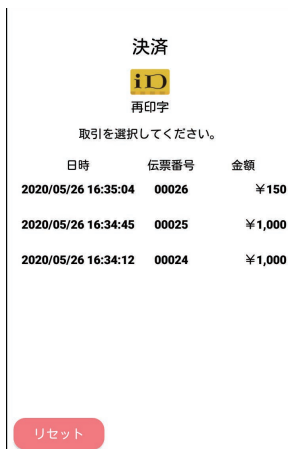 決済
iD
再印字
取引を選択してください。
日時 伝票番号 金額
2020/05/26 16:35:04 00026 ￥150
2020/05/26 16:34:45 00025 ￥1,000
2020/05/26 16:34:12 00024 ￥1,000
リセット